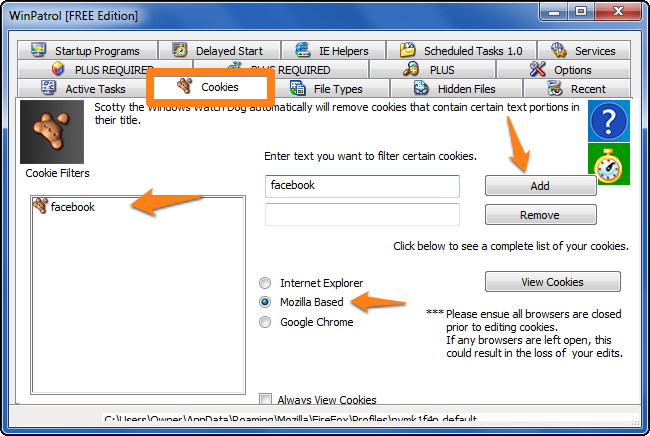 WinPatrol [FREE Edition]
Startup Programs Delayed Start IE Helpers Scheduled Tasks 1.0 Services
PLUS REQUIRED PLUS REQUIRED PLUS Options
Active Tasks Cookies File Types Hidden Files Recent
Scotty the Windows Watch Dog automatically will remove cookies that contain certain text portions in
their title.
Cookie Filters
Enter text you want to filter certain cookies.
facebook
facebook Add
Remove
Click below to see a complete list of your cookies.
Internet Explorer View Cookies
Mozilla Based
Google Chrome
*** Please ensue all browsers are closed
prior to editing cookies.
If any browsers are left open, this
could result in the loss of your edits.
Always View Cookies
C:\Users\Owner\AppData\Roaming\Mozilla\FireFox\Profiles\nvmk1f4n.default